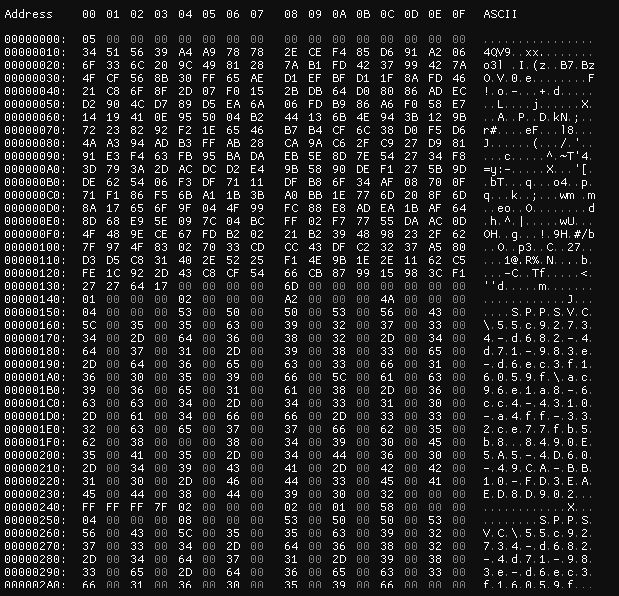 Address 00 01 02 03 04 05 06 07 08 09 0A 0B 0C 0D 0E 0F ASCII
00000000: 05 00 00 00 00 00 00 00 00 00 00 00 00 00 00 00 ................
00000010: 34 51 56 39 A4 A9 78 78 2E CE F4 85 D6 91 A2 06 4QV9..xx........
00000020: 6F 33 6C 20 9C 49 81 28 7A B1 FD 42 37 99 42 7A o3l .I.(z..B7.Bz
00000030: 4F CF 56 8B 30 FF 65 AE D1 EF BF D1 1F 8A FD 46 O.V.0.e........F
00000040: 21 C8 6F 8F 2D 07 F0 15 2B DB 64 D0 80 86 AD EC !.o.-...+.d.....
00000050: D2 90 4C D7 89 D5 EA 6A 06 FD B9 86 A6 F0 58 E7 ..L....j......X.
00000060: 14 19 41 0E 95 50 04 B2 44 13 6B 4E 94 3B 12 9B ..A..P..D.kN.;..
00000070: 72 23 82 92 F2 1E 65 46 B7 B4 CF 6C 38 D0 F5 D6 r#....eF...l8...
00000080: 4A A3 94 AD B3 FF AB 28 CA 9A C6 2F C9 27 D9 81 J......(.../.'..
00000090: 91 E3 F4 63 FB 95 BA DA EB 5E 8D 7E 54 27 34 F8 ...c.....^.~T'4.
000000A0: 3D 79 3A 2D AC DC D2 E4 9B 58 90 DE F1 27 5B 9D =y:-.....X...'[.
000000B0: DE 62 54 06 F3 DF 71 11 DF B8 6F 34 AF 08 70 0F .bT...q...o4..p.
000000C0: 71 F1 86 F5 6B 1A 1B 3B A0 BB 1E 77 6D 20 8F 6D q...k..;...wm .m
000000D0: 8A 17 65 6F 9F 04 4F 99 FC 88 E8 AD EA 1B AF 64 ..eo..O........d
000000E0: 8D 68 E9 5E 09 7C 04 BC FF 02 F7 77 55 DA AC 0D .h.^.|.....wU...
000000F0: 4F 48 9E CE 67 FD B2 02 21 B2 39 48 98 23 2F 62 OH..g...!.9H.#/b
00000100: 7F 97 4F 83 02 70 33 CD CC 43 DF C2 32 37 A5 80 ..O..p3..C..27..
00000110: D3 D5 C8 31 40 2E 52 25 F1 4E 9B 1E 2E 11 62 C5 ...1@.R%.N....b.
00000120: FE 1C 92 2D 43 C8 CF 54 66 CB 87 99 15 98 3C F1 ...-C..Tf.....<.
00000130: 27 27 64 17 00 00 00 00 6D 00 00 00 00 00 00 00 ''d.....m.......
00000140: 01 00 00 00 02 00 00 00 A2 00 00 00 4A 00 00 00 ............J...
00000150: 04 00 00 00 53 00 50 00 50 00 53 00 56 00 43 00 ....S.P.P.S.V.C.
00000160: 5C 00 35 00 35 00 63 00 39 00 32 00 37 00 33 00 \.5.5.c.9.2.7.3.
00000170: 34 00 2D 00 64 00 36 00 38 00 32 00 2D 00 34 00 4.-.d.6.8.2.-.4.
00000180: 64 00 37 00 31 00 2D 00 39 00 38 00 33 00 65 00 d.7.1.-.9.8.3.e.
00000190: 2D 00 64 00 36 00 65 00 63 00 33 00 66 00 31 00 -.d.6.e.c.3.f.1.
000001A0: 36 00 30 00 35 00 39 00 66 00 5C 00 61 00 63 00 6.0.5.9.f.\.a.c.
000001B0: 39 00 36 00 65 00 31 00 61 00 38 00 2D 00 36 00 9.6.e.1.a.8.-.6.
000001C0: 63 00 63 00 34 00 2D 00 34 00 33 00 31 00 30 00 c.c.4.-.4.3.1.0.
000001D0: 2D 00 61 00 34 00 66 00 66 00 2D 00 33 00 33 00 -.a.4.f.f.-.3.3.
000001E0: 32 00 63 00 65 00 37 00 37 00 66 00 62 00 35 00 2.c.e.7.7.f.b.5.
000001F0: 62 00 38 00 00 00 38 00 34 00 39 00 30 00 45 00 b.8...8.4.9.0.E.
00000200: 35 00 41 00 35 00 2D 00 34 00 44 00 36 00 30 00 5.A.5.-.4.D.6.0.
00000210: 2D 00 34 00 39 00 43 00 41 00 2D 00 42 00 42 00 -.4.9.C.A.-.B.B.
00000220: 31 00 30 00 2D 00 46 00 44 00 33 00 45 00 41 00 1.0.-.F.D.3.E.A.
00000230: 45 00 44 00 38 00 44 00 39 00 30 00 32 00 00 00 E.D.8.D.9.0.2...
00000240: FF FF FF 7F 02 00 00 00 02 00 01 00 58 00 00 00 ............X...
00000250: 04 00 00 00 08 00 00 00 53 00 50 00 50 00 53 00 ........S.P.P.S.
00000260: 56 00 43 00 5C 00 35 00 35 00 63 00 39 00 32 00 V.C.\.5.5.c.9.2.
00000270: 37 00 33 00 34 00 2D 00 64 00 36 00 38 00 32 00 7.3.4.-.d.6.8.2.
00000280: 2D 00 34 00 64 00 37 00 31 00 2D 00 39 00 38 00 -.4.d.7.1.-.9.8.
00000290: 33 00 65 00 2D 00 64 00 36 00 65 00 63 00 33 00 3.e.-.d.6.e.c.3.
000002A0: 66 00 31 00 36 00 30 00 35 00 39 00 66 00 00 00 f.1.6.0.5.9.f...